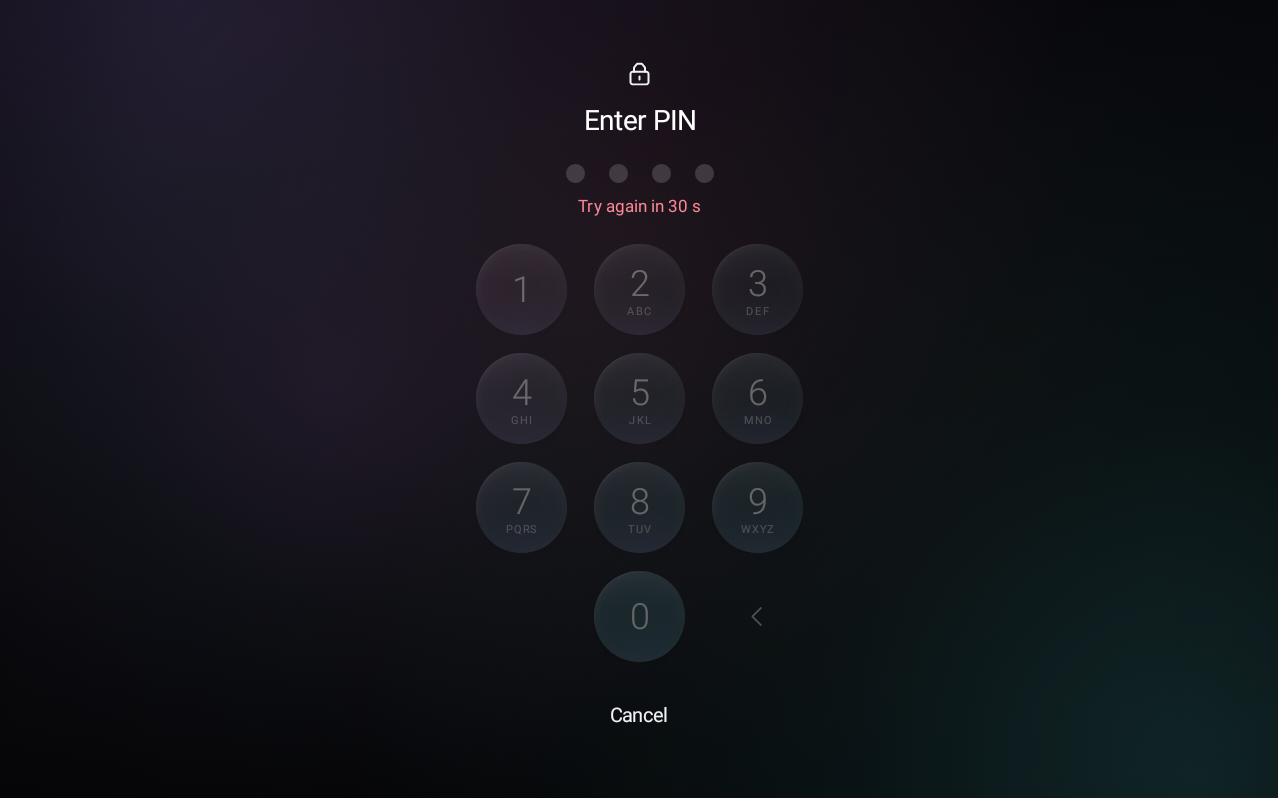 Enter PIN
Try again in 30 s
1
2
ABC
3
DEF
4
GHI
5
JKL
6
MNO
7
PQRS
8
TUV
9
WXYZ
0
Cancel